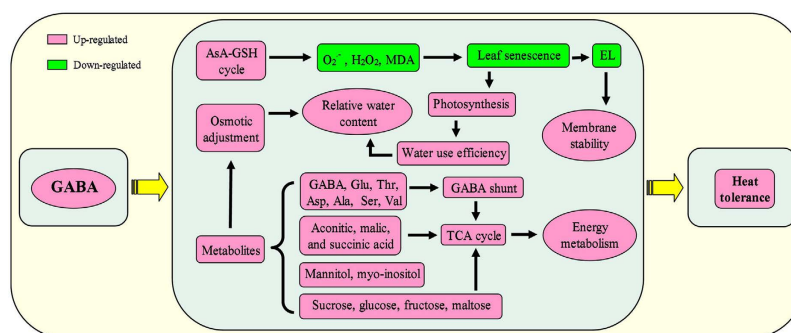 Up-regulated
Down-regulated
AsA-GSH
cycle
O₂˙⁻, H₂O₂, MDA
Leaf senescence
EL
Osmotic
adjustment
Relative water
content
Photosynthesis
Water use efficiency
Membrane
stability
GABA
Metabolites
GABA, Glu, Thr,
Asp, Ala, Ser, Val
GABA shunt
Aconitic, malic,
and succinic acid
TCA cycle
Energy
metabolism
Mannitol, myo-inositol
Sucrose, glucose, fructose, maltose
Heat
tolerance